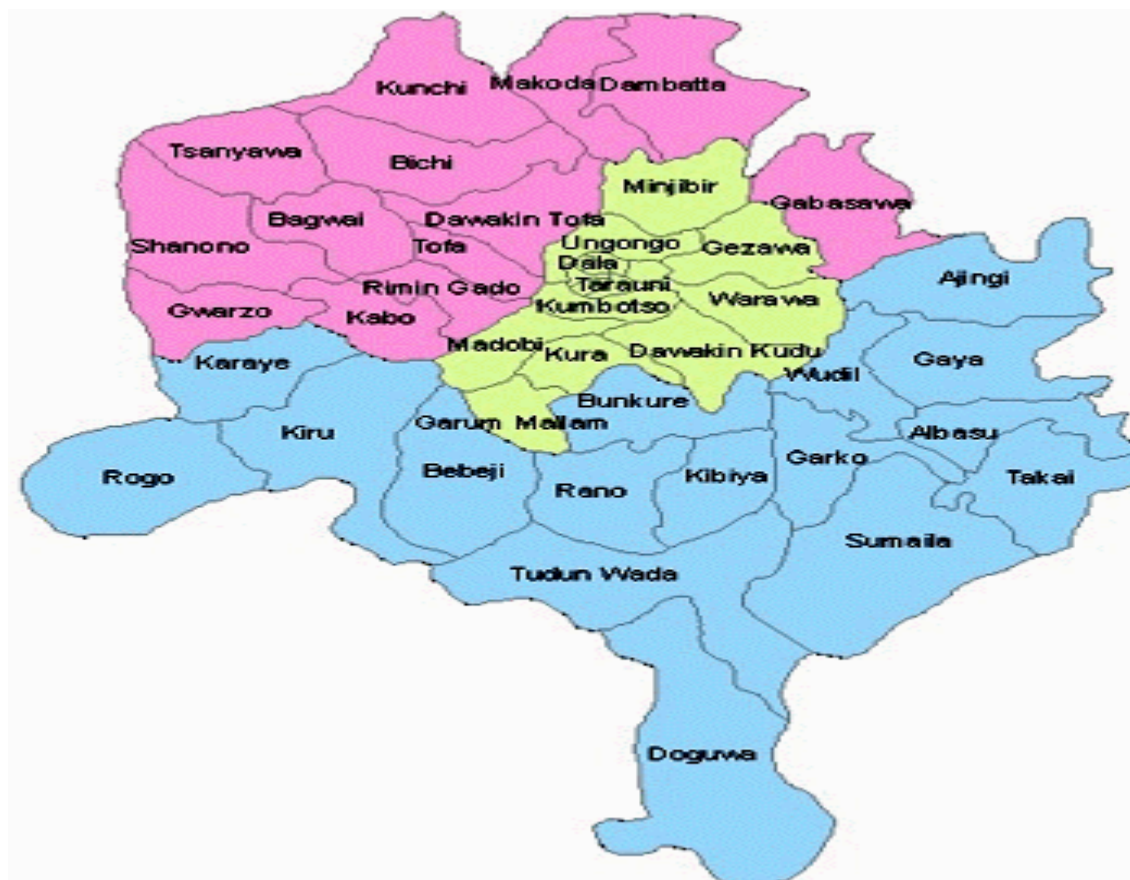 Kunchi
Makoda
Dambatta
Tsanyawa
Bichi
Minjibir
Gabasawa
Bagwai
Dawakin Tofa
Shanono
Tofa
Ungongo
Gezawa
Dala
Ajingi
Rimin Gado
Tarauni
Gwarzo
Kabo
Kumbotso
Warawa
Karaye
Madobi
Kura
Dawakin Kudu
Gaya
Wudil
Bunkure
Kiru
Garum Mallam
Albasu
Rogo
Bebeji
Rano
Kibiya
Garko
Takai
Sumaila
Tudun Wada
Doguwa